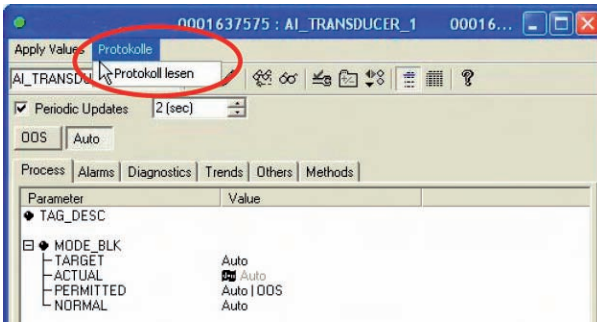 0001637575 : AI_TRANSDUCER_1 00016...
Apply Values Protokolle
AI_TRANSDU
Protokoll lesen
Periodic Updates 2 (sec)
OOS Auto
Process Alarms Diagnostics Trends Others Methods
Parameter Value
TAG_DESC
MODE_BLK
TARGET Auto
ACTUAL Auto
PERMITTED Auto | OOS
NORMAL Auto